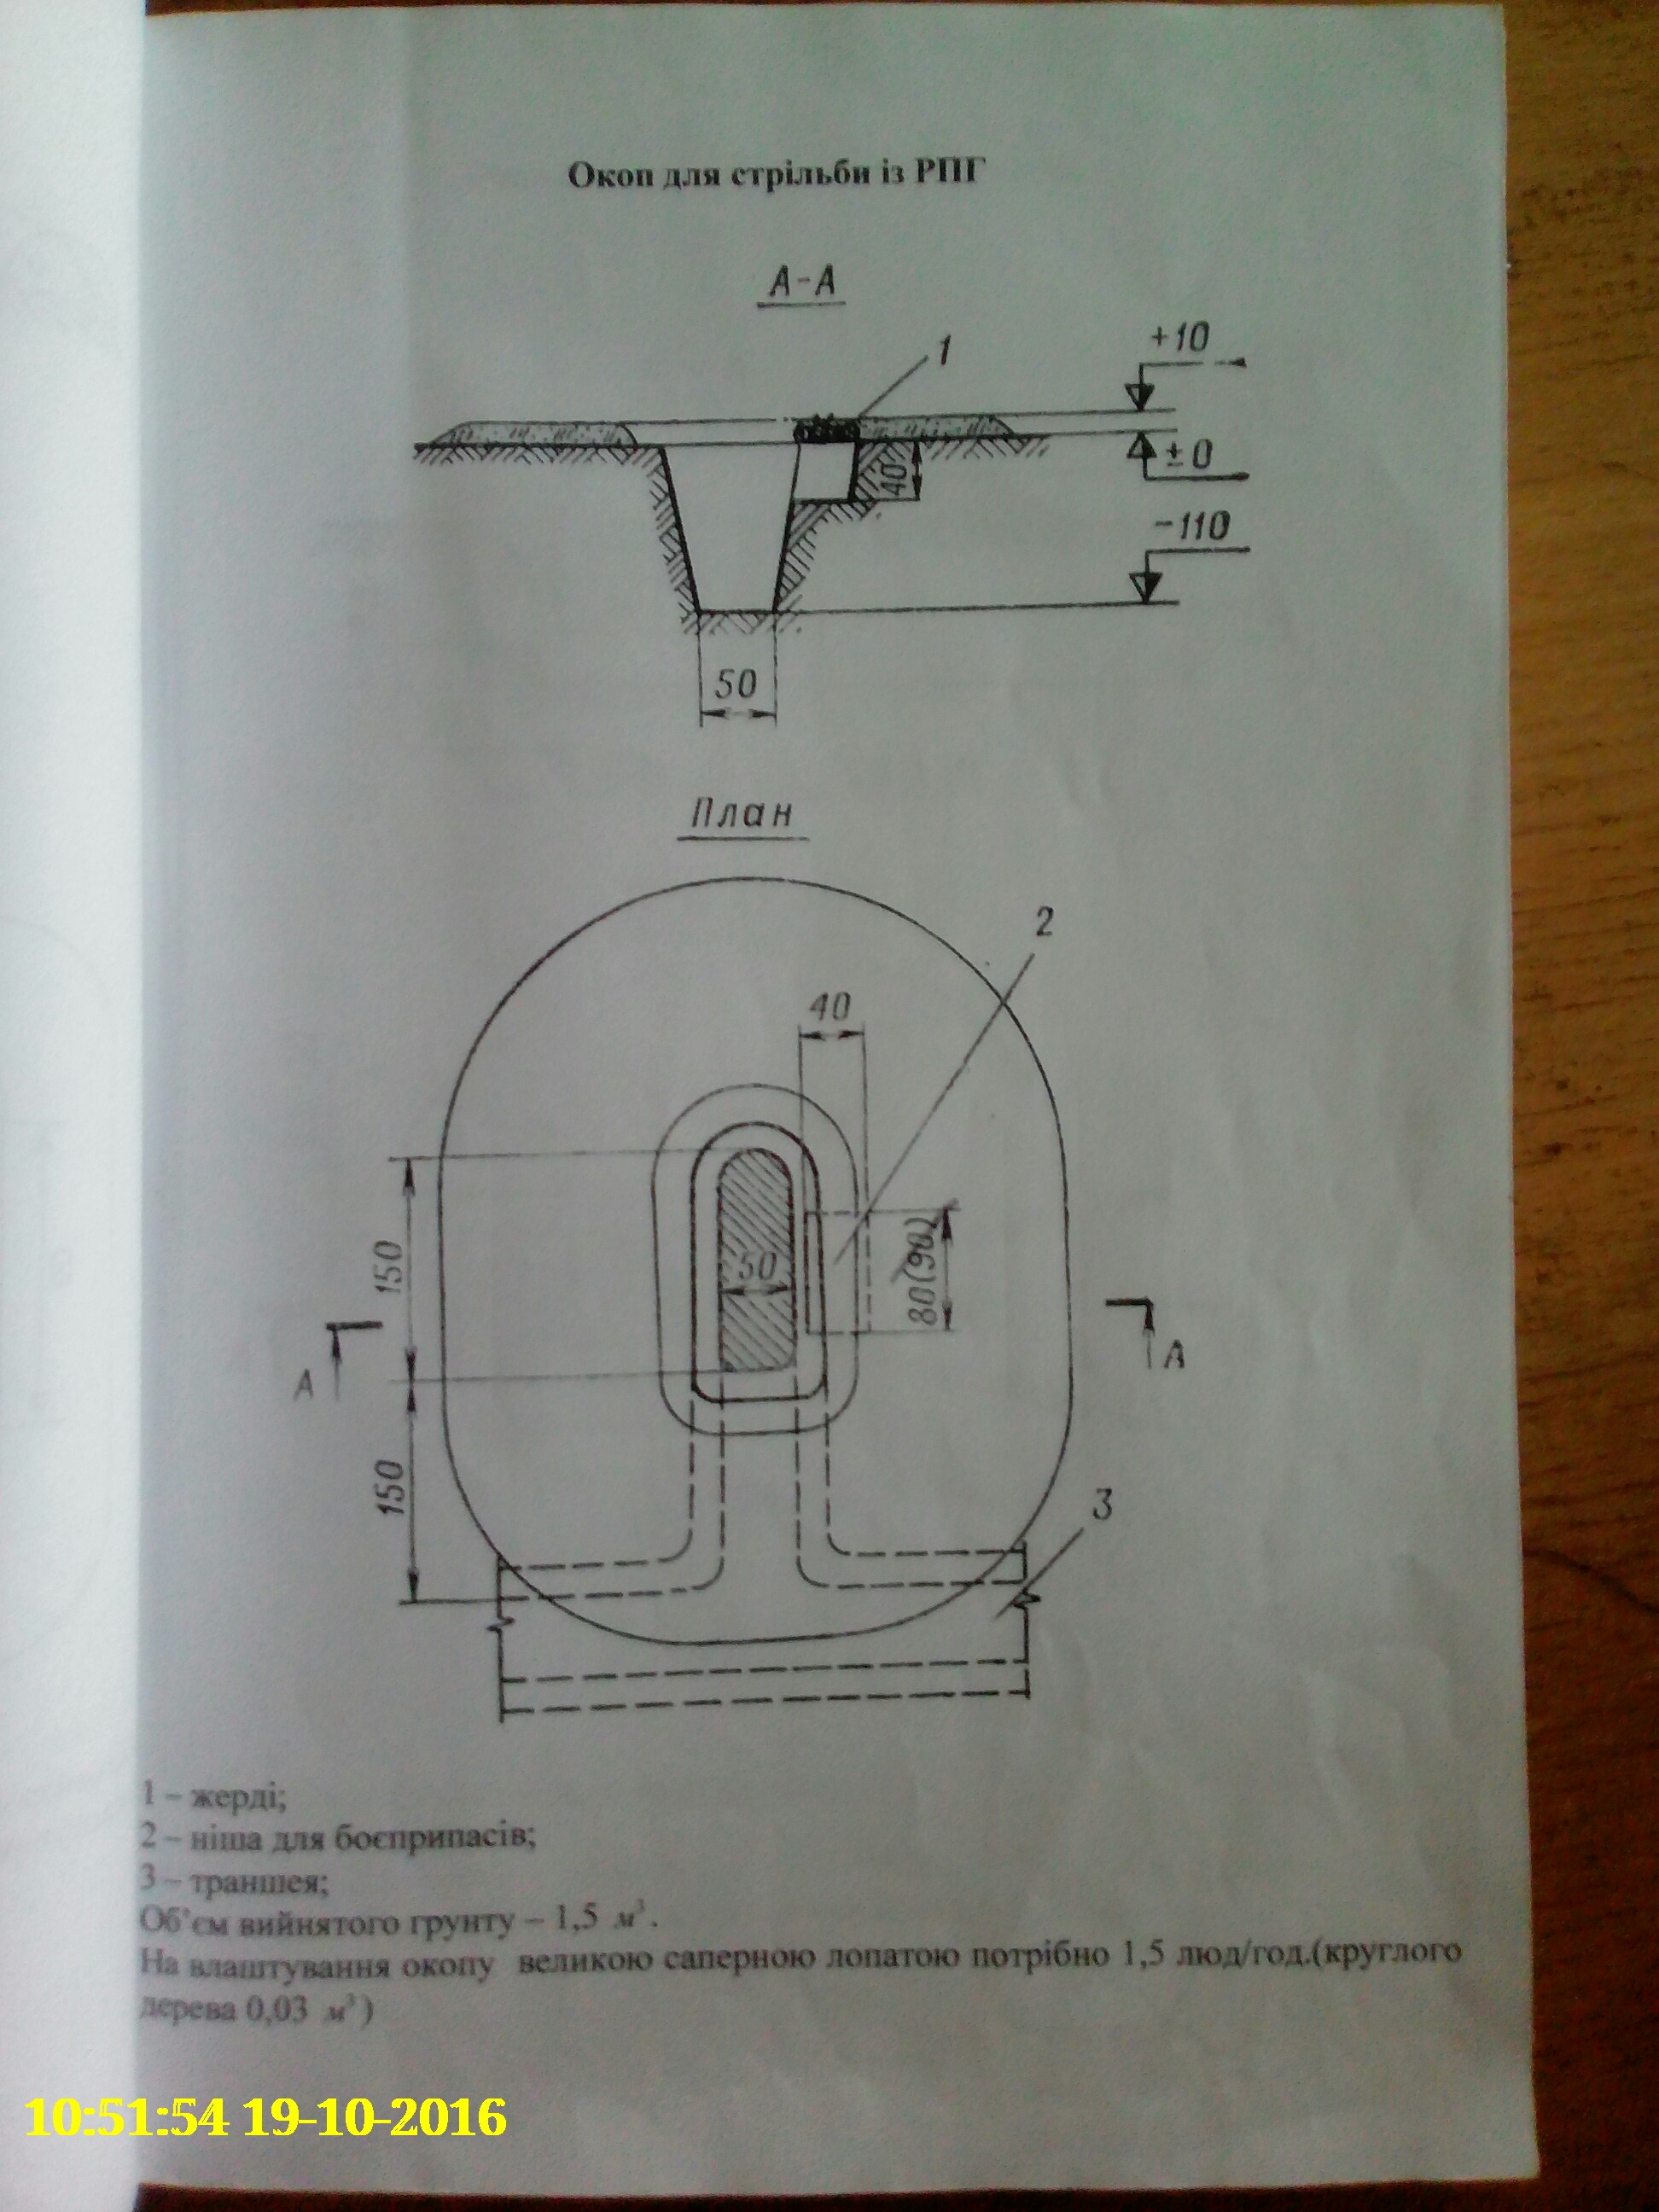 Окоп для стрільби із РПГ
А-А
1
+10
±0
40
-110
50
План
2
40
150
50
80(90)
А
А
150
3
1 – жерді;
2 – ніша для боєприпасів;
3 – траншея;
Об'єм вийнятого грунту – 1,5 м³.
На влаштування окопу великою саперною лопатою потрібно 1,5 люд/год.(круглого
дерева 0,03 м³)
10:51:54 19-10-2016